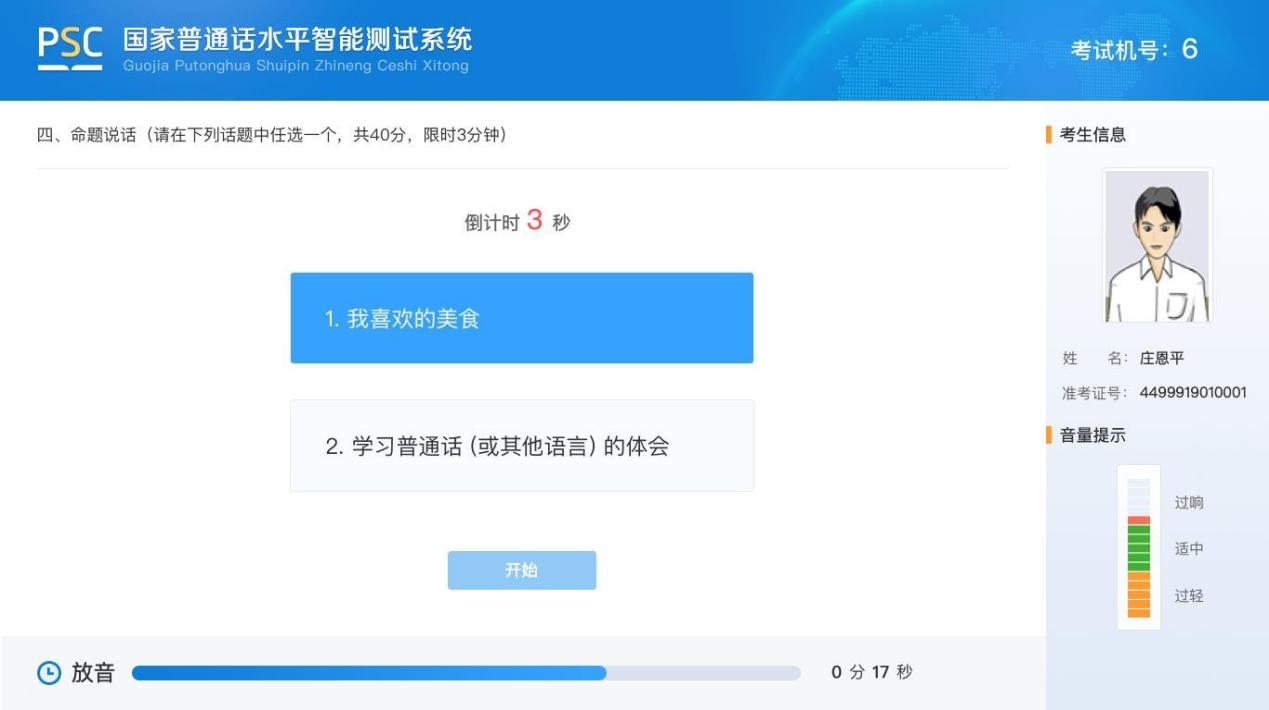 PSC 国家普通话水平智能测试系统
Guojia Putonghua Shuipin Zhineng Ceshi Xitong
考试机号：6
四、命题说话（请在下列话题中任选一个，共40分，限时3分钟）
倒计时 3 秒
1. 我喜欢的美食
2. 学习普通话（或其他语言）的体会
开始
放音 0 分 17 秒
考生信息
姓 名：庄恩平
准考证号：4499919010001
音量提示
过响
适中
过轻